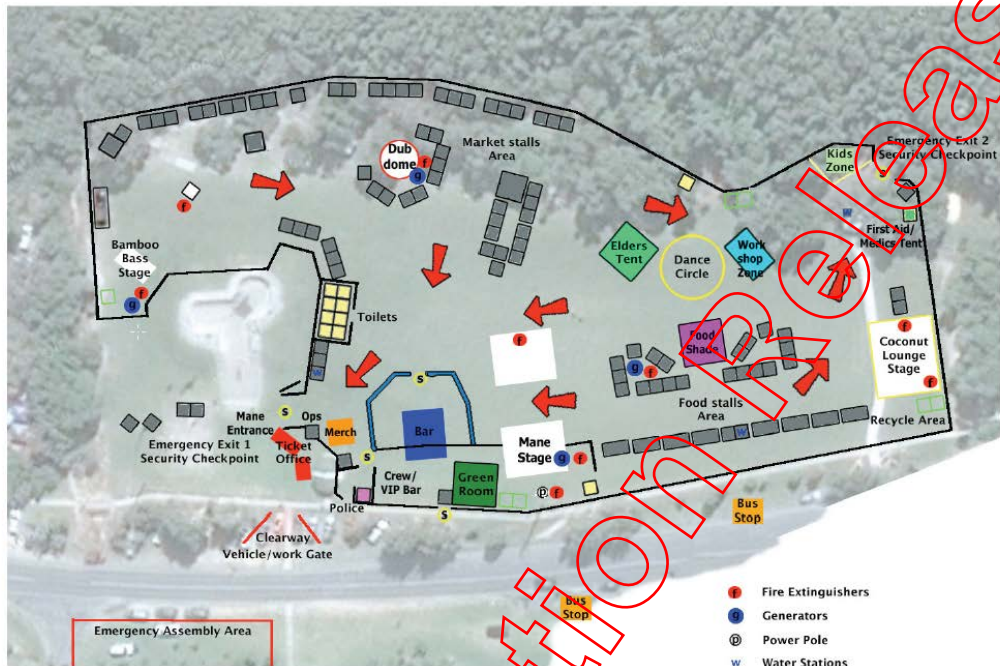 Dub
dome
f
g
Market stalls
Area
Kids
Zone
Emergency Exit 2
Security Checkpoint
s
w
f
Bamboo
Bass
Stage
f
g
Elders
Tent
Dance
Circle
Work
shop
Zone
First Aid/
Medics Tent
Toilets
w
f
Food
Shade
g
f
f
Coconut
Lounge
Stage
f
Food stalls
Area
Recycle Area
w
s
s
Mane
Entrance
Ops
Merch
Bar
Mane
Stage
g
f
Emergency Exit 1
Security Checkpoint
Ticket
Office
s
Crew/
VIP Bar
Green
Room
p
f
Police
s
Bus
Stop
Clearway
Vehicle/work Gate
Bus
Stop
Emergency Assembly Area
f Fire Extinguishers
g Generators
p Power Pole
w Water Stations